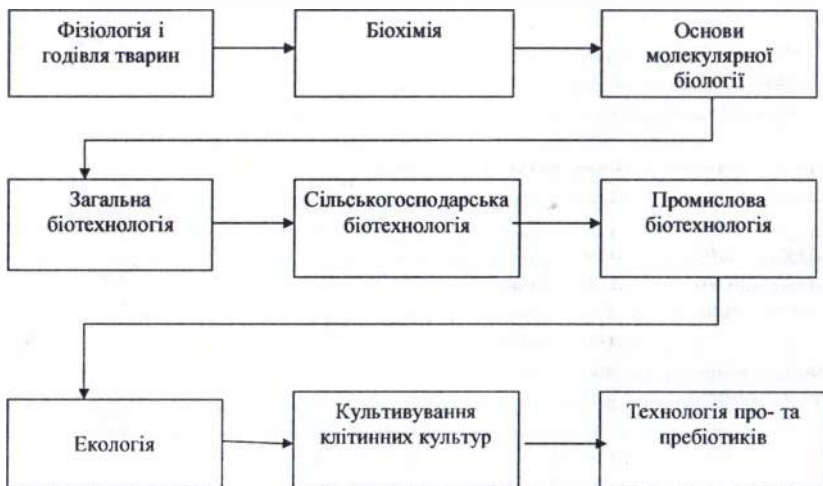 Фізіологія і
годівля тварин
Біохімія
Основи
молекулярної
біології
Загальна
біотехнологія
Сільськогосподарська
біотехнологія
Промислова
біотехнологія
Екологія
Культивування
клітинних культур
Технологія про- та
пребіотиків